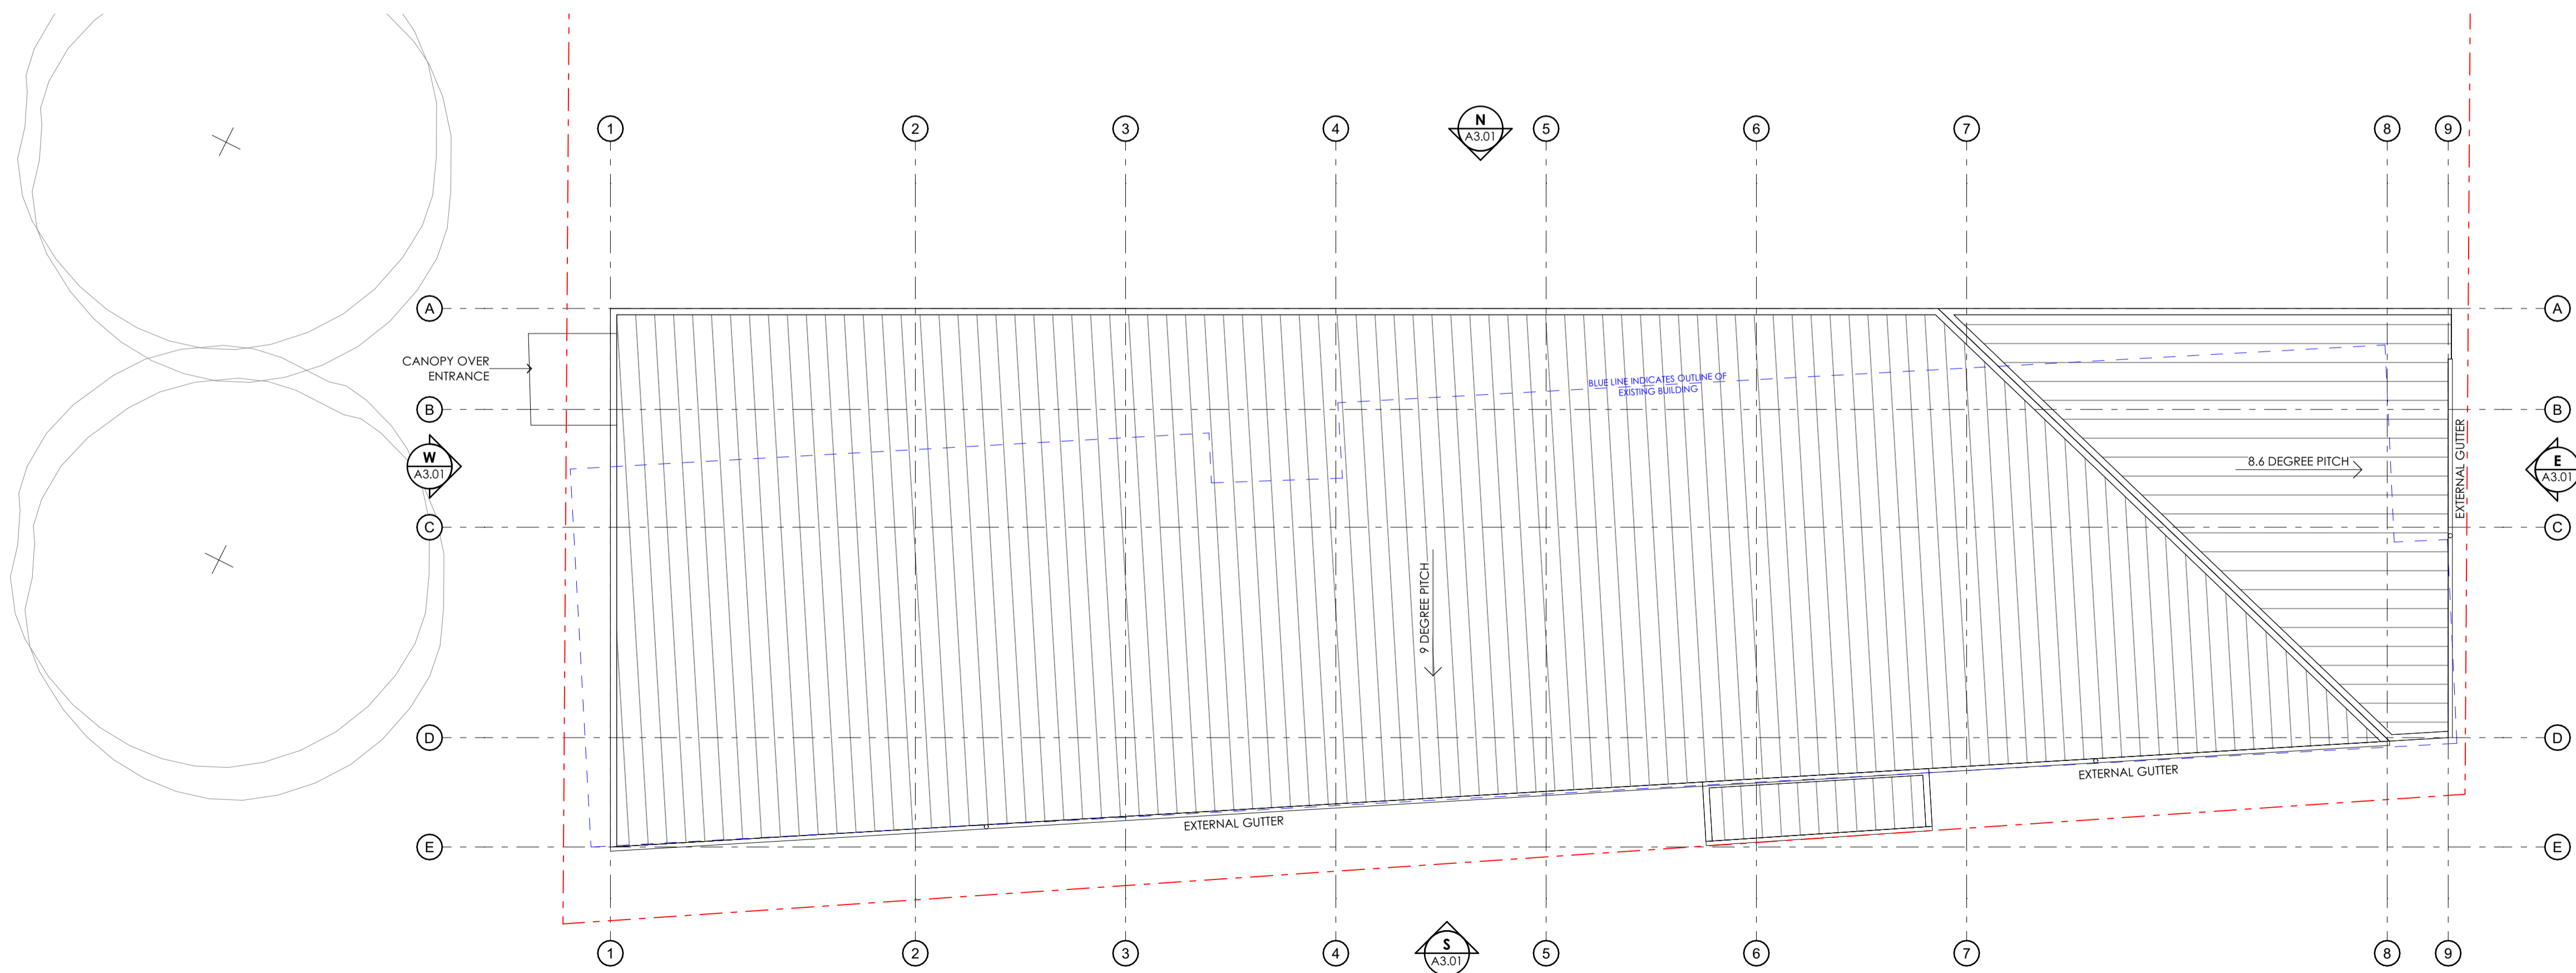 1
2
3
4
N
A3.01
5
6
7
8
9
A
A
CANOPY OVER
ENTRANCE
BLUE LINE INDICATES OUTLINE OF
EXISTING BUILDING
B
B
W
A3.01
8.6 DEGREE PITCH
EXTERNAL GUTTER
E
A3.01
C
C
9 DEGREE PITCH
D
D
EXTERNAL GUTTER
EXTERNAL GUTTER
E
E
1
2
3
4
S
A3.01
5
6
7
8
9